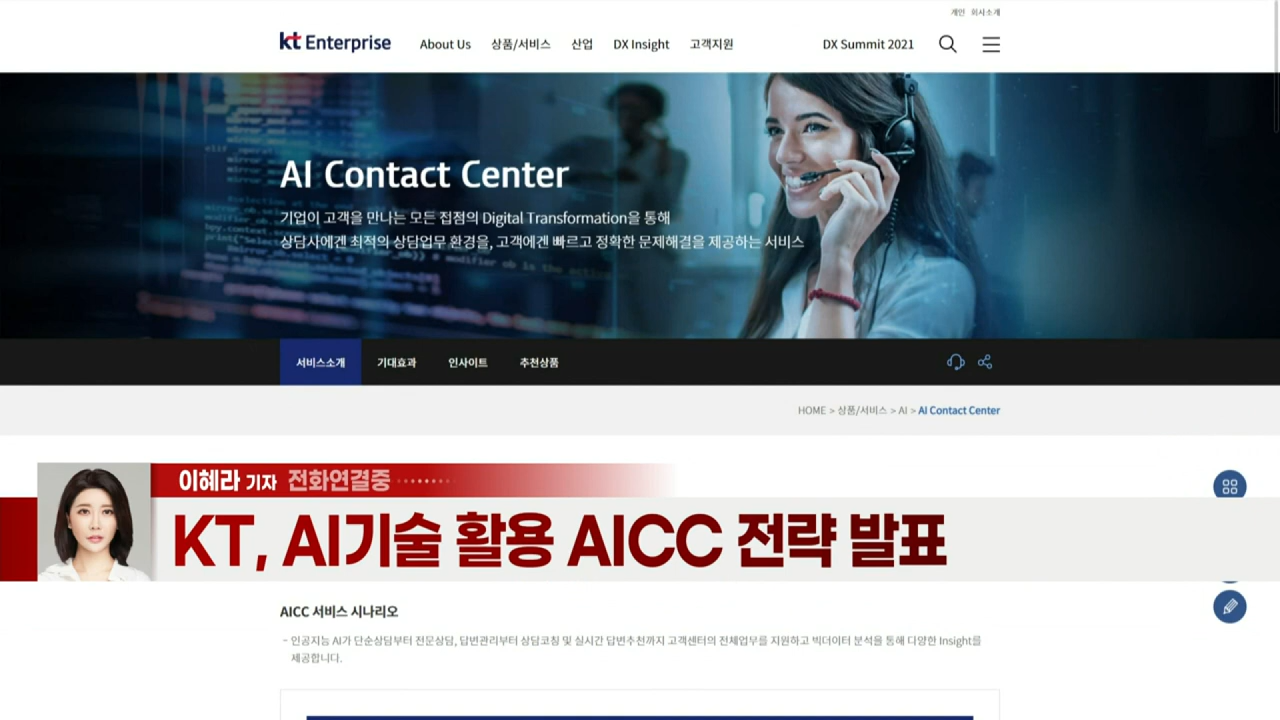 개인 회사소개
kt Enterprise About Us 상품/서비스 산업 DX Insight 고객지원 DX Summit 2021
AI Contact Center
기업이 고객을 만나는 모든 접점의 Digital Transformation을 통해
상담사에겐 최적의 상담업무 환경을, 고객에겐 빠르고 정확한 문제해결을 제공하는 서비스
서비스소개 기대효과 인사이트 추천상품
HOME > 상품/서비스 > AI > AI Contact Center
이혜라 기자 전화연결중
KT, AI기술 활용 AICC 전략 발표
AICC 서비스 시나리오
- 인공지능 AI가 단순상담부터 전문상담, 답변관리부터 상담코칭 및 실시간 답변추천까지 고객센터의 전체업무를 지원하고 빅데이터 분석을 통해 다양한 Insight를
제공합니다.